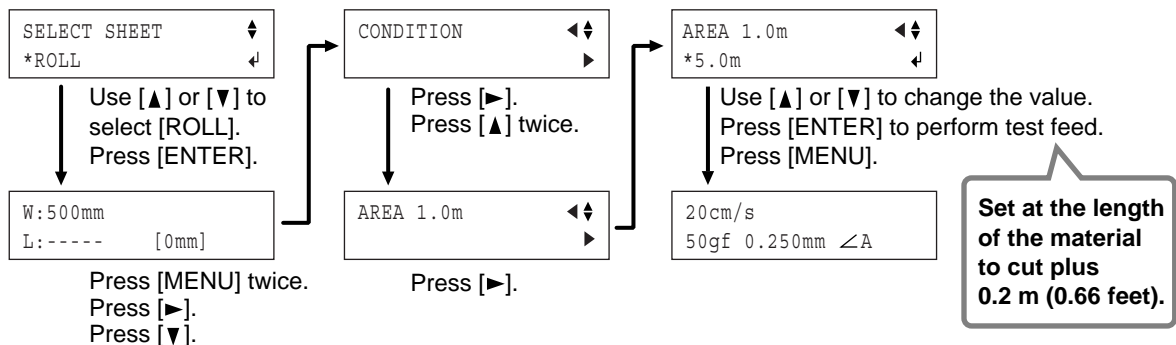 SELECT SHEET ▲▼
*ROLL ↵
Use [▲] or [▼] to
select [ROLL].
Press [ENTER].
W:500mm
L:----- [0mm]
Press [MENU] twice.
Press [►].
Press [▼].
CONDITION ◀▲▼
▶
Press [►].
Press [▲] twice.
AREA 1.0m ◀▲▼
▶
Press [►].
AREA 1.0m ◀▲▼
*5.0m ↵
Use [▲] or [▼] to change the value.
Press [ENTER] to perform test feed.
Press [MENU].
20cm/s
50gf 0.250mm ∠A
Set at the length
of the material
to cut plus
0.2 m (0.66 feet).